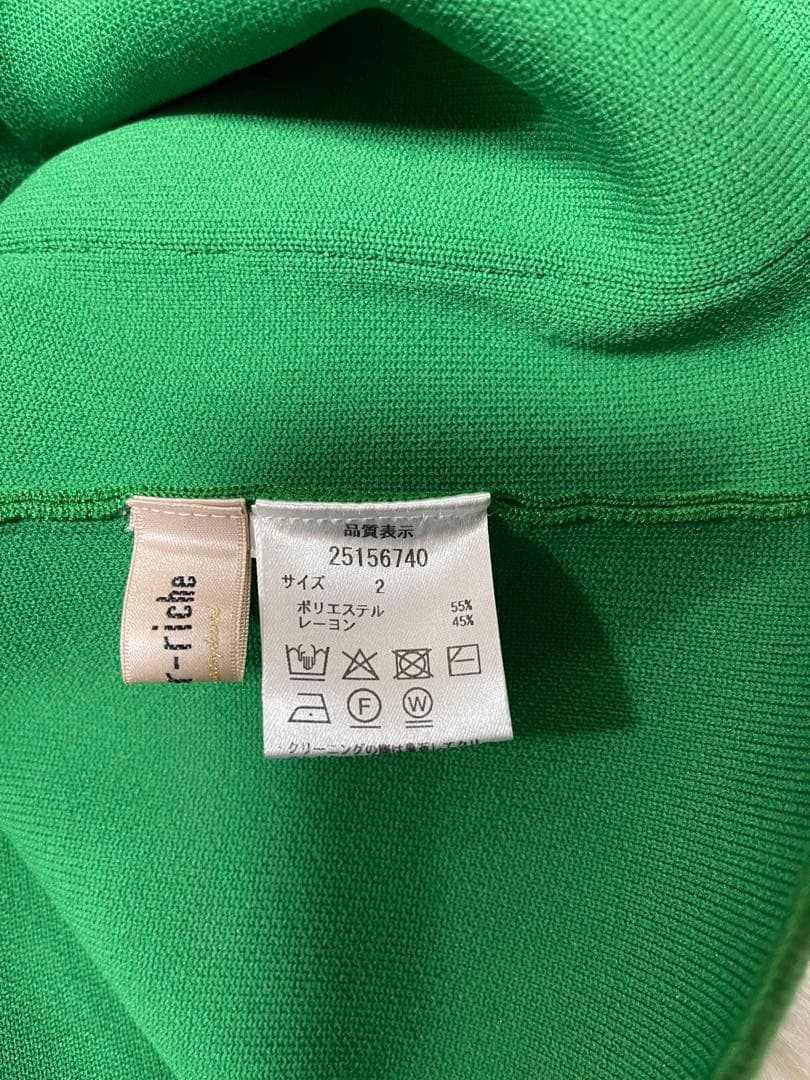 r-riche
品質表示
25156740
サイズ 2
ポリエステル 55%
レーヨン 45%
F W